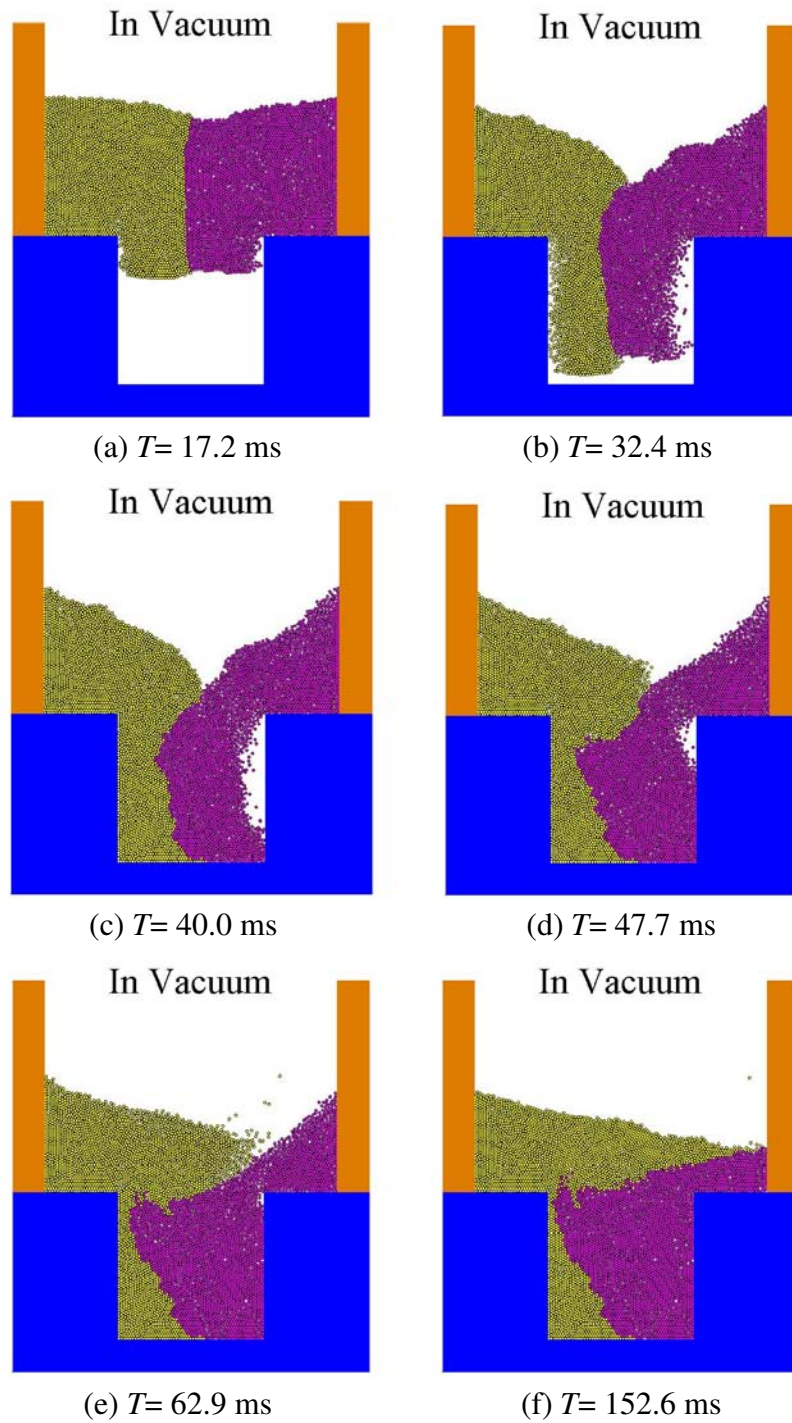 In Vacuum
In Vacuum
(a) T= 17.2 ms
(b) T= 32.4 ms
In Vacuum
In Vacuum
(c) T= 40.0 ms
(d) T= 47.7 ms
In Vacuum
In Vacuum
(e) T= 62.9 ms
(f) T= 152.6 ms